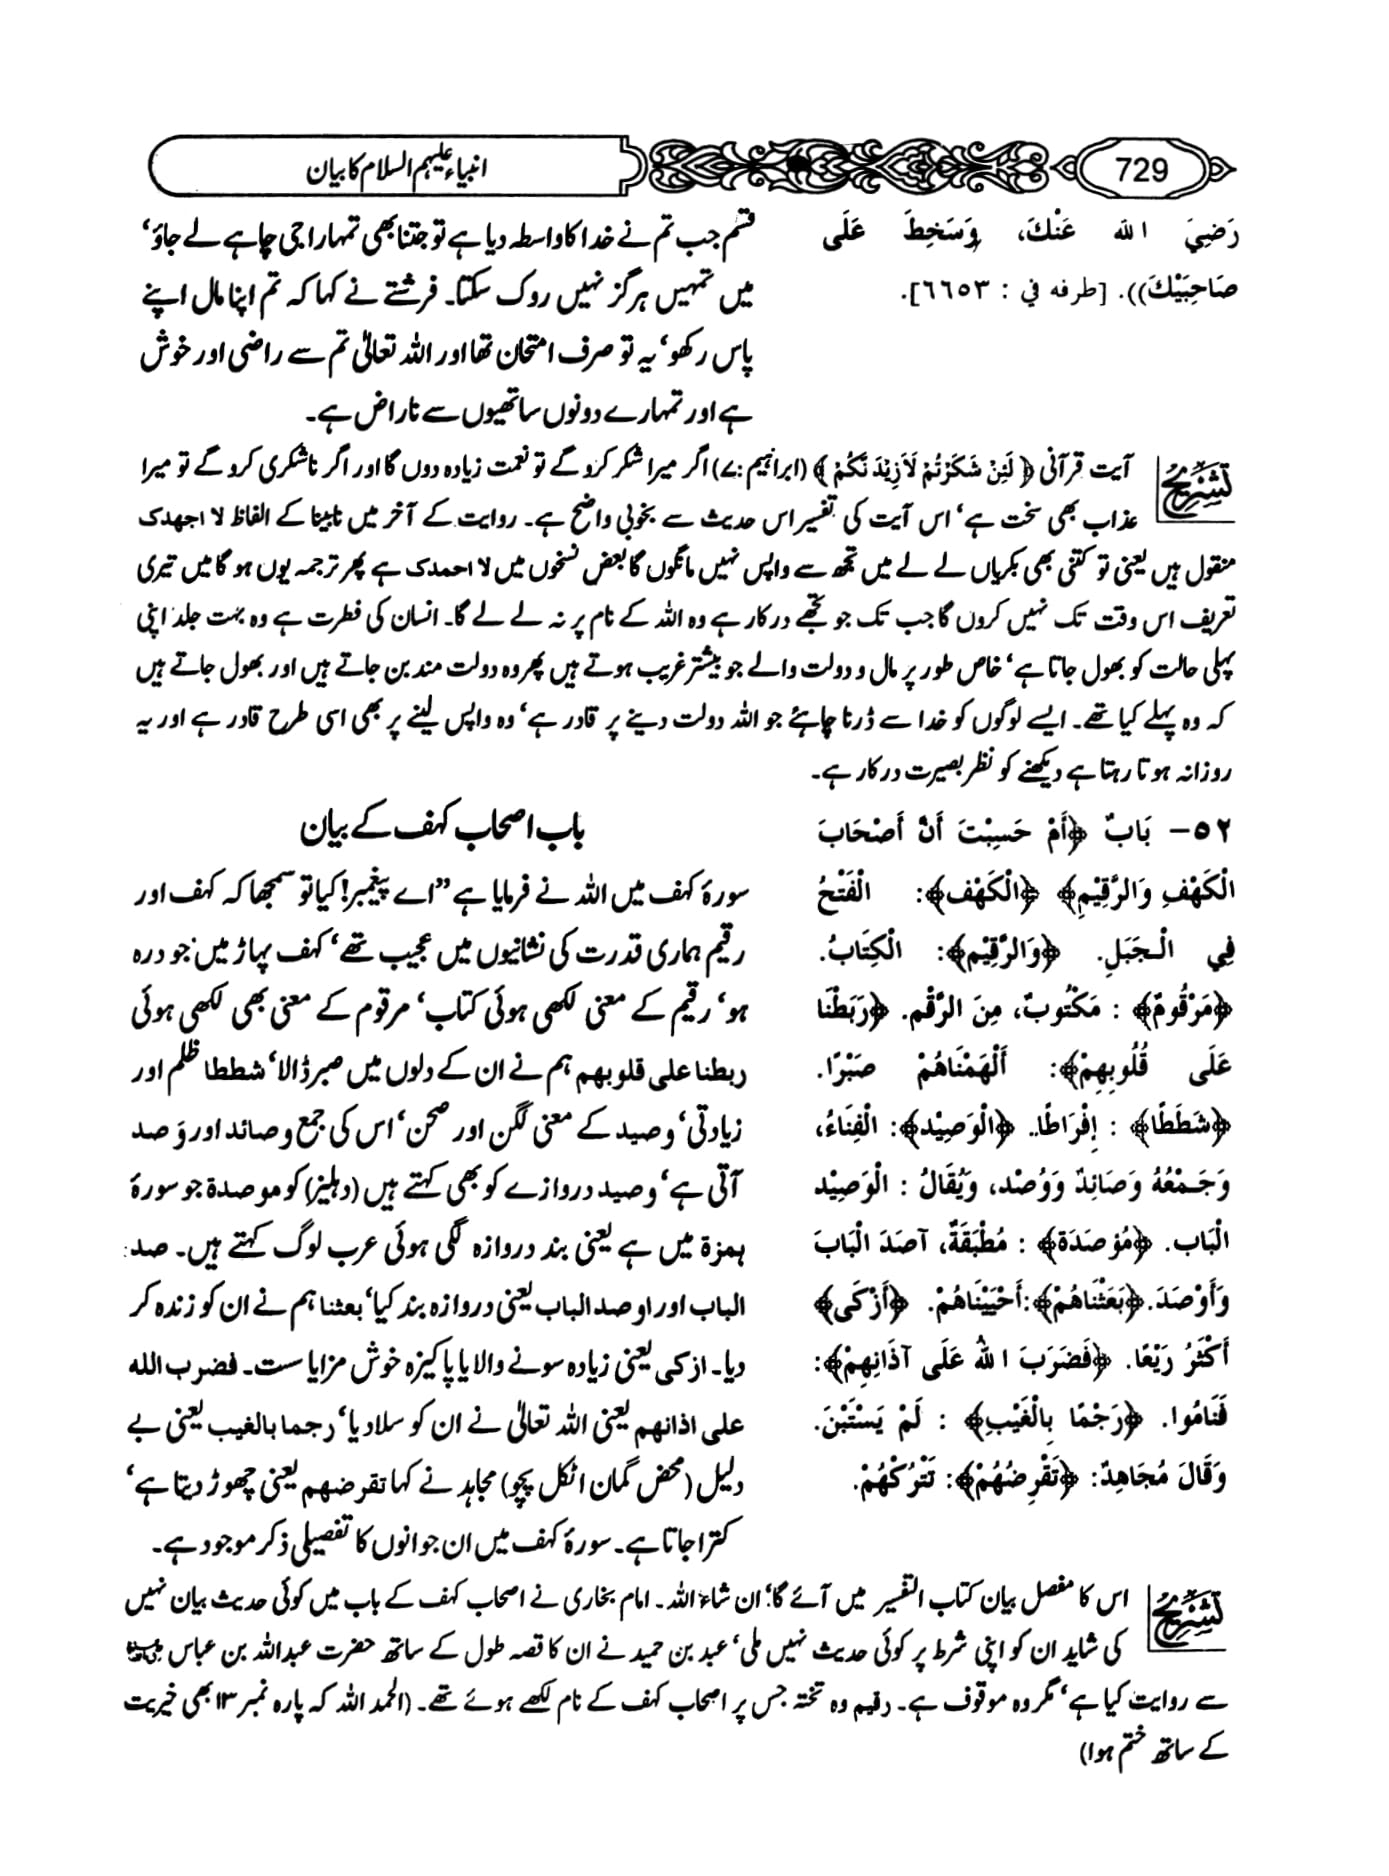 729
انبیاء علیہم السلام کا بیان
رَضِيَ اللهُ عَنْكَ، وَسَخِطَ عَلَى
صَاحِبَيْكَ)). [طرفه في : ٦٦٥٣].
قسم جب تم نے خدا کا واسطہ دیا ہے تو جتنا بھی تمہارا جی چاہے لے جاؤ'
میں تمہیں ہرگز نہیں روک سکتا۔ فرشتے نے کہا کہ تم اپنا مال اپنے
پاس رکھو' یہ تو صرف امتحان تھا اور اللہ تعالیٰ تم سے راضی اور خوش
ہے اور تمہارے دونوں ساتھیوں سے ناراض ہے۔
تشریح
آیت قرآنی ﴿ لَئِنْ شَكَرْتُمْ لَأَزِيْدَنَّكُمْ ﴾ (ابراہیم:۷) اگر میرا شکر کرو گے تو نعمت زیادہ دوں گا اور اگر ناشکری کرو گے تو میرا
عذاب بھی سخت ہے' اس آیت کی تفسیر اس حدیث سے بخوبی واضح ہے۔ روایت کے آخر میں نابینا کے الفاظ لا اجهدک
منقول ہیں یعنی تو کتنی بھی بکریاں لے لے میں تجھ سے واپس نہیں مانگوں گا بعض نسخوں میں لا احمدک ہے پھر ترجمہ یوں ہو گا میں تیری
تعریف اس وقت تک نہیں کروں گا جب تک جو تجھے درکار ہے وہ اللہ کے نام پر نہ لے لے گا۔ انسان کی فطرت ہے وہ بہت جلد اپنی
پہلی حالت کو بھول جاتا ہے' خاص طور پر مال و دولت والے جو بیشتر غریب ہوتے ہیں پھر وہ دولت مند بن جاتے ہیں اور بھول جاتے ہیں
کہ وہ پہلے کیا تھے۔ ایسے لوگوں کو خدا سے ڈرنا چاہئے جو اللہ دولت دینے پر قادر ہے' وہ واپس لینے پر بھی اسی طرح قادر ہے اور یہ
روزانہ ہوتا رہتا ہے دیکھنے کو نظر بصیرت درکار ہے۔
٥٢- بَابٌ ﴿أَمْ حَسِبْتَ أَنَّ أَصْحَابَ
الْكَهْفِ وَالرَّقِيْمِ﴾ ﴿الْكَهْف﴾: الْفَتْحُ
فِي الْجَبَلِ. ﴿وَالرَّقِيْم﴾: الْكِتَابُ.
﴿مَرْقُومٌ﴾ : مَكْتُوبٌ، مِنَ الرَّقْمِ. ﴿رَبَطْنَا
عَلَى قُلُوبِهِمْ﴾: أَلْهَمْنَاهُمْ صَبْرًا.
﴿شَطَطًا﴾ : إِفْرَاطًا. ﴿الْوَصِيْد﴾: الْفِنَاءُ،
وَجَمْعُهُ وَصَائِدٌ وَوُصْد، وَيُقَالُ : الْوَصِيْد
الْبَاب. ﴿مُؤْصَدَة﴾ : مُطْبَقَةٌ، آصَدَ الْبَابَ
وَأَوْصَدَ. ﴿بَعَثْنَاهُمْ﴾: أَحْيَيْنَاهُمْ. ﴿أَزْكَى﴾
أَكْثَرُ رَيْعًا. ﴿فَضَرَبَ اللهُ عَلَى آذَانِهِمْ﴾:
فَنَامُوا. ﴿رَجْمًا بِالْغَيْبِ﴾ : لَمْ يَسْتَبْنَ.
وَقَالَ مُجَاهِدٌ: ﴿تَقْرِضُهُمْ﴾: تَتْرُكْهُمْ.
باب اصحاب کہف کے بیان
سورۂ کہف میں اللہ نے فرمایا ہے "اے پیغمبر! کیا تو سمجھا کہ کہف اور
رقیم ہماری قدرت کی نشانیوں میں عجیب تھے' کہف پہاڑ میں جو درہ
ہو' رقیم کے معنی لکھی ہوئی کتاب' مرقوم کے معنی بھی لکھی ہوئی
ربطنا علی قلوبهم ہم نے ان کے دلوں میں صبر ڈالا' شططا ظلم اور
زیادتی' وصید کے معنی لگن اور صحن' اس کی جمع وصائد اور وصد
آتی ہے' وصید دروازے کو بھی کہتے ہیں (دہلیز) کو موصدة جو سورۂ
ہمزۃ میں ہے یعنی بند دروازہ لگی ہوئی عرب لوگ کہتے ہیں۔ صد:
الباب اور اوصد الباب یعنی دروازہ بند کیا' بعثنا ہم نے ان کو زندہ کر
دیا۔ ازکی یعنی زیادہ سونے والا یا پاکیزہ خوش مزا یا ست۔ فضرب الله
علی اذانهم یعنی اللہ تعالیٰ نے ان کو سلا دیا' رجما بالغیب یعنی بے
دلیل (محض گمان اٹکل پچو) مجاہد نے کہا تقرضهم یعنی چھوڑ دیتا ہے'
کترا جاتا ہے۔ سورۂ کہف میں ان جوانوں کا تفصیلی ذکر موجود ہے۔
تشریح
اس کا مفصل بیان کتاب التفسیر میں آئے گا' ان شاء اللہ۔ امام بخاری نے اصحاب کہف کے باب میں کوئی حدیث بیان نہیں
کی شاید ان کو اپنی شرط پر کوئی حدیث نہیں ملی' عبد بن حمید نے ان کا قصہ طول کے ساتھ حضرت عبداللہ بن عباس
سے روایت کیا ہے' مگر وہ موقوف ہے۔ رقیم وہ تختہ جس پر اصحاب کہف کے نام لکھے ہوئے تھے۔ (الحمد اللہ کہ پارہ نمبر ۱۳ بھی خیریت
کے ساتھ ختم ہوا)